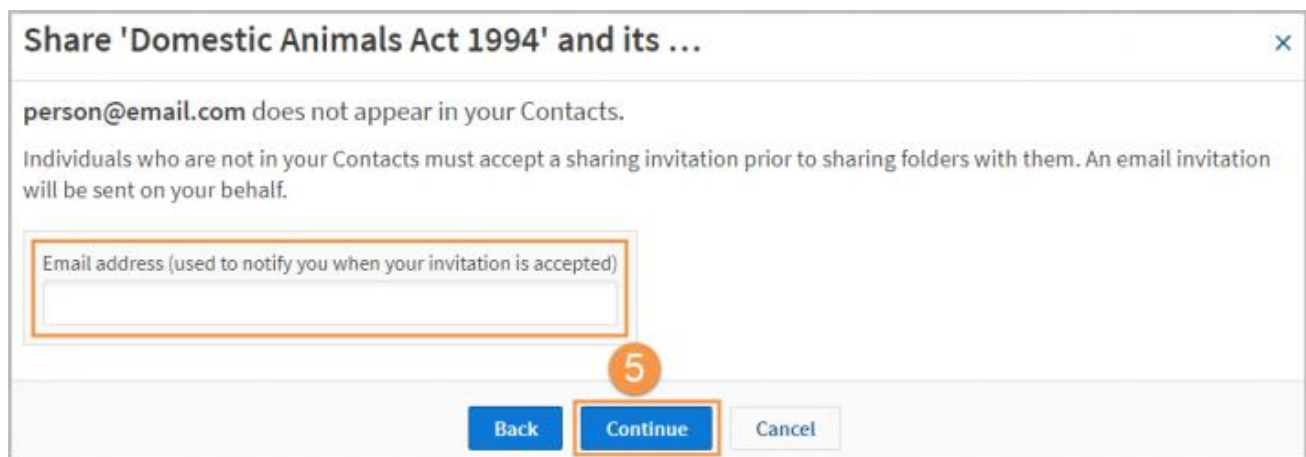 Share 'Domestic Animals Act 1994' and its ...
×
person@email.com does not appear in your Contacts.
Individuals who are not in your Contacts must accept a sharing invitation prior to sharing folders with them. An email invitation
will be sent on your behalf.
Email address (used to notify you when your invitation is accepted)
5
Back Continue Cancel